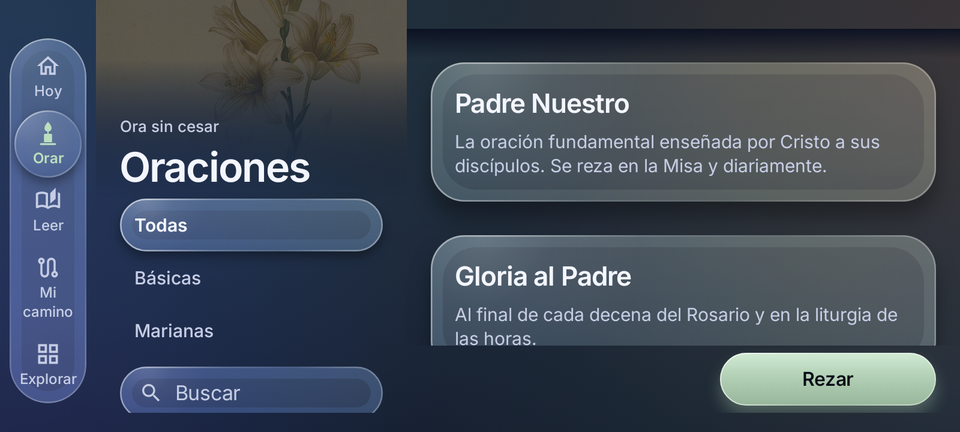 Hoy
Orar
Leer
Mi
camino
Explorar
Ora sin cesar
Oraciones
Todas
Básicas
Marianas
Buscar
Padre Nuestro
La oración fundamental enseñada por Cristo a sus
discípulos. Se reza en la Misa y diariamente.
Gloria al Padre
Al final de cada decena del Rosario y en la liturgia de
las horas.
Rezar